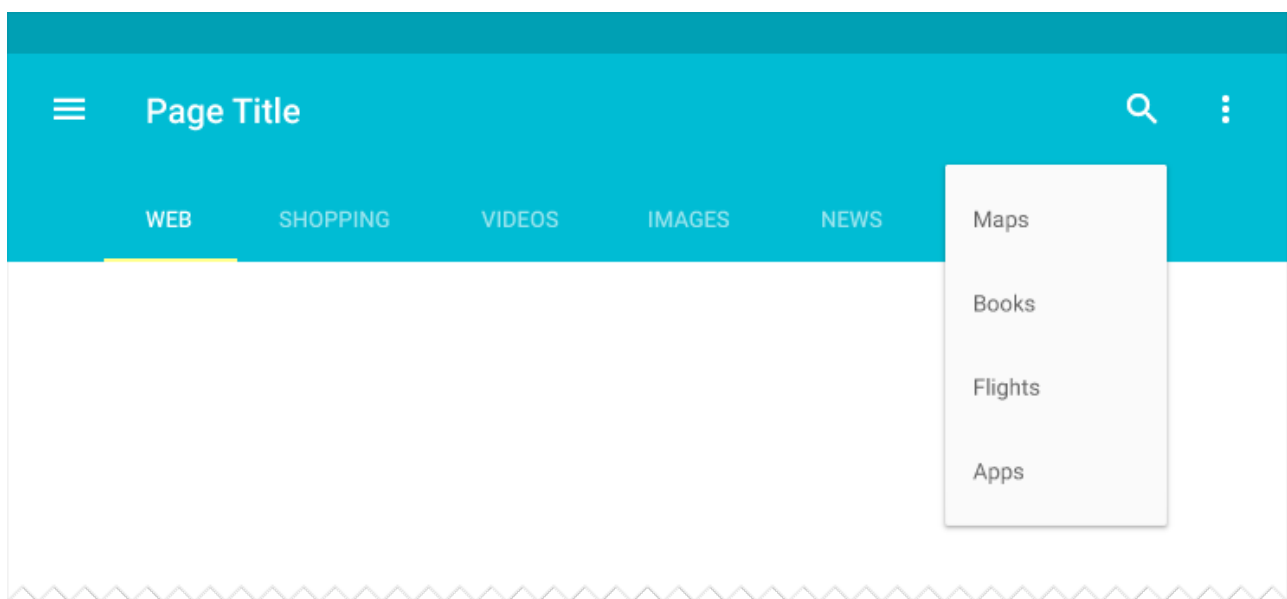 Page Title
WEB SHOPPING VIDEOS IMAGES NEWS
Maps
Books
Flights
Apps